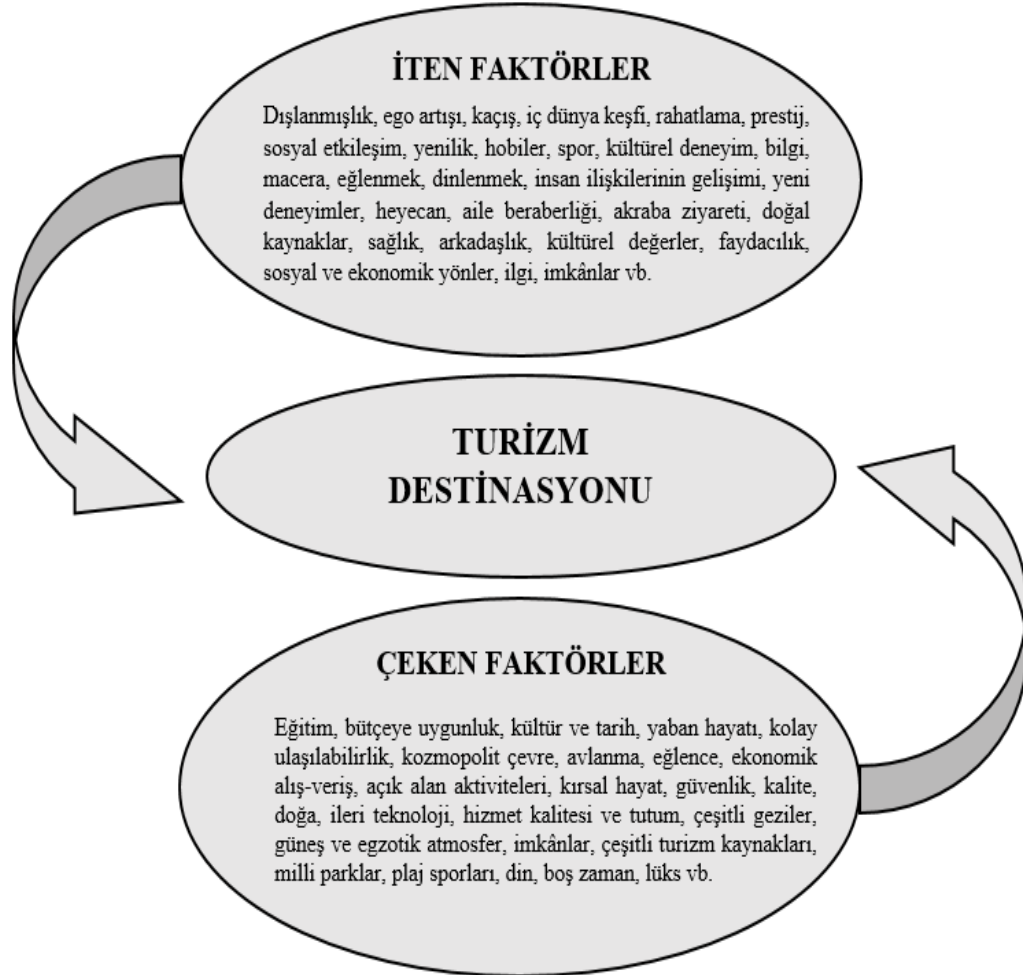 İTEN FAKTÖRLER
Dışlanmışlık, ego artışı, kaçış, iç dünya keşfi, rahatlama, prestij,
sosyal etkileşim, yenilik, hobiler, spor, kültürel deneyim, bilgi,
macera, eğlenmek, dinlenmek, insan ilişkilerinin gelişimi, yeni
deneyimler, heyecan, aile beraberliği, akraba ziyareti, doğal
kaynaklar, sağlık, arkadaşlık, kültürel değerler, faydacılık,
sosyal ve ekonomik yönler, ilgi, imkânlar vb.
TURİZM
DESTİNASYONU
ÇEKEN FAKTÖRLER
Eğitim, bütçeye uygunluk, kültür ve tarih, yaban hayatı, kolay
ulaşılabilirlik, kozmopolit çevre, avlanma, eğlence, ekonomik
alış-veriş, açık alan aktiviteleri, kırsal hayat, güvenlik, kalite,
doğa, ileri teknoloji, hizmet kalitesi ve tutum, çeşitli geziler,
güneş ve egzotik atmosfer, imkânlar, çeşitli turizm kaynakları,
milli parklar, plaj sporları, din, boş zaman, lüks vb.